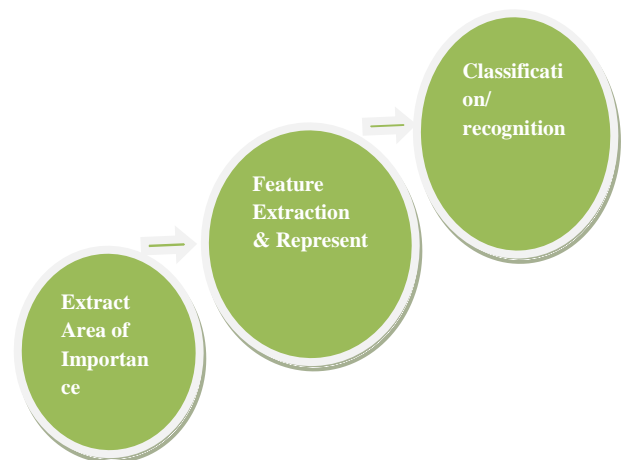 Extract
Area of
Importan
ce
Feature
Extraction
& Represent
Classificati
on/
recognition